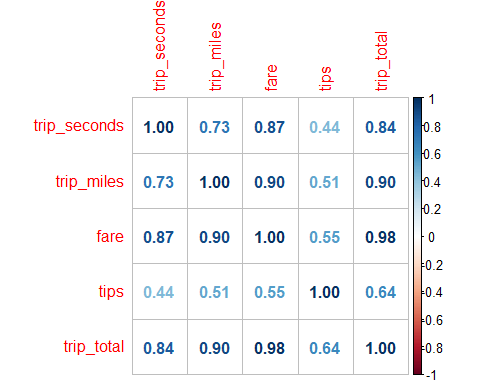 trip_seconds trip_miles fare tips trip_total
trip_seconds 1.00 0.73 0.87 0.44 0.84
trip_miles 0.73 1.00 0.90 0.51 0.90
fare 0.87 0.90 1.00 0.55 0.98
tips 0.44 0.51 0.55 1.00 0.64
trip_total 0.84 0.90 0.98 0.64 1.00
1
0.8
0.6
0.4
0.2
0
-0.2
-0.4
-0.6
-0.8
-1